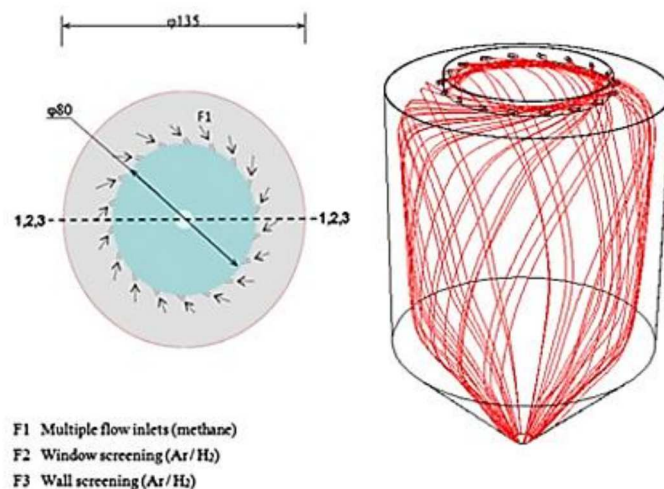 φ135
φ80
F1
1,2,3
1,2,3
F1 Multiple flow inlets (methane)
F2 Window screening (Ar/H₂)
F3 Wall screening (Ar/H₂)